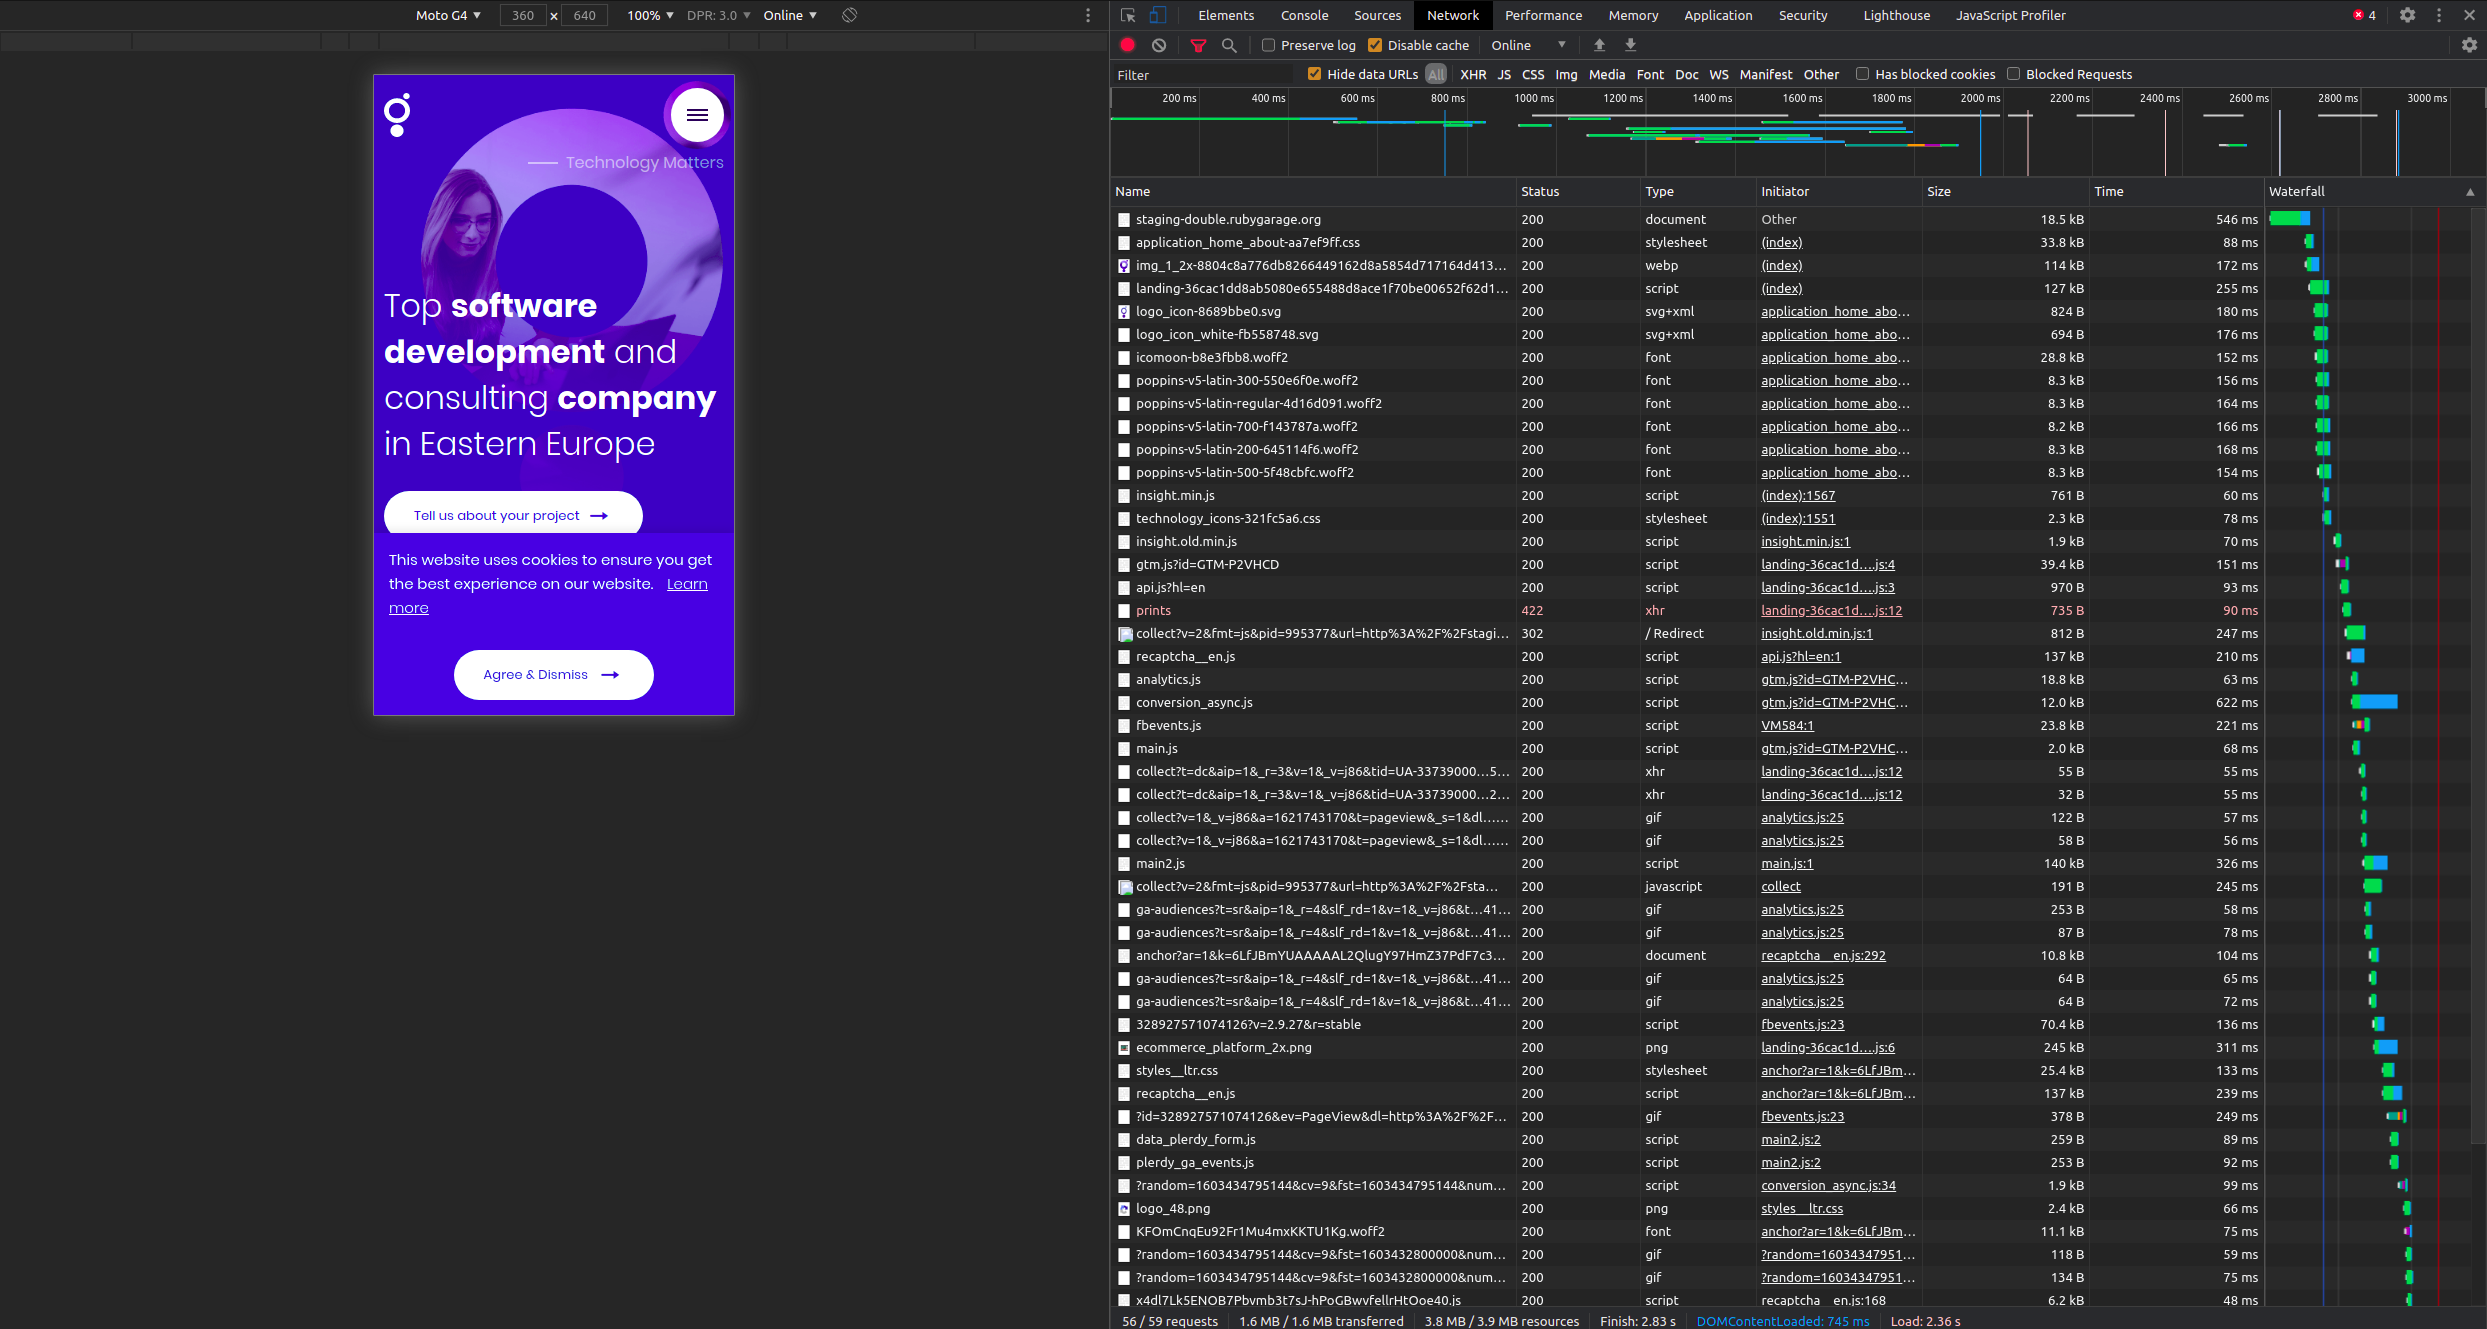 Moto G4 ▼ 360 x 640 100% ▼ DPR: 3.0 ▼ Online ▼
Technology Matters
Top software
development and
consulting company
in Eastern Europe
Tell us about your project
This website uses cookies to ensure you get
the best experience on our website. Learn
more
Agree & Dismiss
Elements Console Sources Network Performance Memory Application Security Lighthouse JavaScript Profiler 4
Preserve log Disable cache Online ▼
Filter Hide data URLs All XHR JS CSS Img Media Font Doc WS Manifest Other Has blocked cookies Blocked Requests
200 ms 400 ms 600 ms 800 ms 1000 ms 1200 ms 1400 ms 1600 ms 1800 ms 2000 ms 2200 ms 2400 ms 2600 ms 2800 ms 3000 ms
Name Status Type Initiator Size Time Waterfall
staging-double.rubygarage.org 200 document Other 18.5 kB 546 ms
application_home_about-aa7ef9ff.css 200 stylesheet (index) 33.8 kB 88 ms
img_1_2x-8804c8a776db8266449162d8a5854d717164d413... 200 webp (index) 114 kB 172 ms
landing-36cac1dd8ab5080e655488d8ace1f70be00652f62d1... 200 script (index) 127 kB 255 ms
logo_icon-8689bbe0.svg 200 svg+xml application_home_abo... 824 B 180 ms
logo_icon_white-fb558748.svg 200 svg+xml application_home_abo... 694 B 176 ms
icomoon-b8e3fbb8.woff2 200 font application_home_abo... 28.8 kB 152 ms
poppins-v5-latin-300-550e6f0e.woff2 200 font application_home_abo... 8.3 kB 156 ms
poppins-v5-latin-regular-4d16d091.woff2 200 font application_home_abo... 8.3 kB 164 ms
poppins-v5-latin-700-f143787a.woff2 200 font application_home_abo... 8.2 kB 166 ms
poppins-v5-latin-200-645114f6.woff2 200 font application_home_abo... 8.3 kB 168 ms
poppins-v5-latin-500-5f48cbfc.woff2 200 font application_home_abo... 8.3 kB 154 ms
insight.min.js 200 script (index):1567 761 B 60 ms
technology_icons-321fc5a6.css 200 stylesheet (index):1551 2.3 kB 78 ms
insight.old.min.js 200 script insight.min.js:1 1.9 kB 70 ms
gtm.js?id=GTM-P2VHCD 200 script landing-36cac1d....js:4 39.4 kB 151 ms
api.js?hl=en 200 script landing-36cac1d....js:3 970 B 93 ms
prints 422 xhr landing-36cac1d....js:12 735 B 90 ms
collect?v=2&fmt=js&pid=995377&url=http%3A%2F%2Fstagi... 302 / Redirect insight.old.min.js:1 812 B 247 ms
recaptcha__en.js 200 script api.js?hl=en:1 137 kB 210 ms
analytics.js 200 script gtm.js?id=GTM-P2VHC... 18.8 kB 63 ms
conversion_async.js 200 script gtm.js?id=GTM-P2VHC... 12.0 kB 622 ms
fbevents.js 200 script VM584:1 23.8 kB 221 ms
main.js 200 script gtm.js?id=GTM-P2VHC... 2.0 kB 68 ms
collect?t=dc&aip=1&_r=3&v=1&_v=j86&tid=UA-33739000...5... 200 xhr landing-36cac1d....js:12 55 B 55 ms
collect?t=dc&aip=1&_r=3&v=1&_v=j86&tid=UA-33739000...2... 200 xhr landing-36cac1d....js:12 32 B 55 ms
collect?v=1&_v=j86&a=1621743170&t=pageview&_s=1&dl...... 200 gif analytics.js:25 122 B 57 ms
collect?v=1&_v=j86&a=1621743170&t=pageview&_s=1&dl...... 200 gif analytics.js:25 58 B 56 ms
main2.js 200 script main.js:1 140 kB 326 ms
collect?v=2&fmt=js&pid=995377&url=http%3A%2F%2Fsta... 200 javascript collect 191 B 245 ms
ga-audiences?t=sr&aip=1&_r=4&slf_rd=1&v=1&_v=j86&t...41... 200 gif analytics.js:25 253 B 58 ms
ga-audiences?t=sr&aip=1&_r=4&slf_rd=1&v=1&_v=j86&t...41... 200 gif analytics.js:25 87 B 78 ms
anchor?ar=1&k=6LfJBmYUAAAAAL2QlugY97HmZ37PdF7c3... 200 document recaptcha__en.js:292 10.8 kB 104 ms
ga-audiences?t=sr&aip=1&_r=4&slf_rd=1&v=1&_v=j86&t...41... 200 gif analytics.js:25 64 B 65 ms
ga-audiences?t=sr&aip=1&_r=4&slf_rd=1&v=1&_v=j86&t...41... 200 gif analytics.js:25 64 B 72 ms
328927571074126?v=2.9.27&r=stable 200 script fbevents.js:23 70.4 kB 136 ms
ecommerce_platform_2x.png 200 png landing-36cac1d....js:6 245 kB 311 ms
styles__ltr.css 200 stylesheet anchor?ar=1&k=6LfJBm... 25.4 kB 133 ms
recaptcha__en.js 200 script anchor?ar=1&k=6LfJBm... 137 kB 239 ms
?id=328927571074126&ev=PageView&dl=http%3A%2F%2F... 200 gif fbevents.js:23 378 B 249 ms
data_plerdy_form.js 200 script main2.js:2 259 B 89 ms
plerdy_ga_events.js 200 script main2.js:2 253 B 92 ms
?random=1603434795144&cv=9&fst=1603434795144&num... 200 script conversion_async.js:34 1.9 kB 99 ms
logo_48.png 200 png styles__ltr.css 2.4 kB 66 ms
KFOmCnqEu92Fr1Mu4mxKKTU1Kg.woff2 200 font anchor?ar=1&k=6LfJBm... 11.1 kB 75 ms
?random=1603434795144&cv=9&fst=1603432800000&num... 200 gif ?random=16034347951... 118 B 59 ms
?random=1603434795144&cv=9&fst=1603432800000&num... 200 gif ?random=16034347951... 134 B 75 ms
x4dl7Lk5ENOB7Pbvmb3t7sJ-hPoGBwvfellrHtOoe40.js 200 script recaptcha__en.js:168 6.2 kB 48 ms
56 / 59 requests 1.6 MB / 1.6 MB transferred 3.8 MB / 3.9 MB resources Finish: 2.83 s DOMContentLoaded: 745 ms Load: 2.36 s